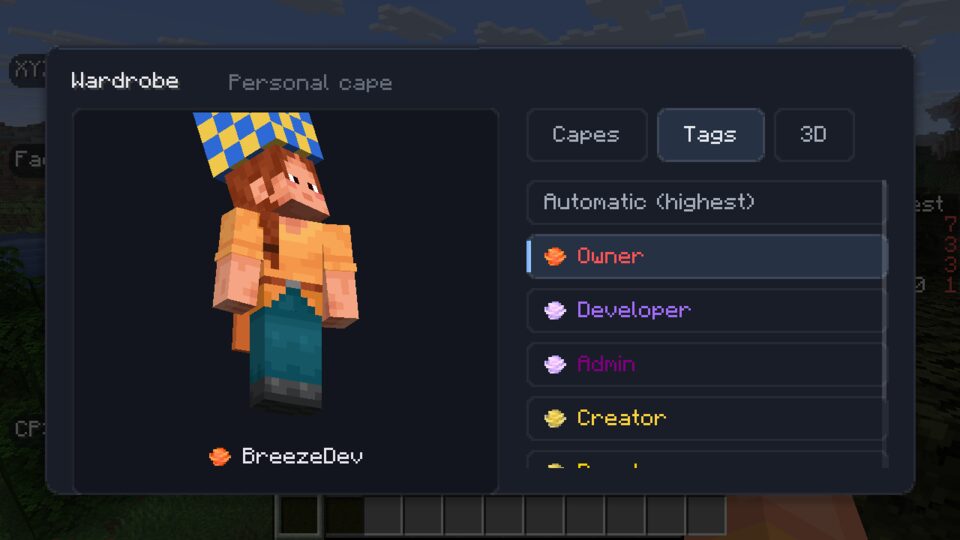 Wardrobe
Personal cape
Capes
Tags
3D
Automatic (highest)
Owner
Developer
Admin
Creator
BreezeDev